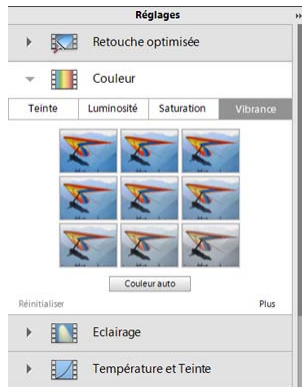 Réglages
Retouche optimisée
Couleur
Teinte Luminosité Saturation Vibrance
Couleur auto
Réinitialiser Plus
Eclairage
Température et Teinte